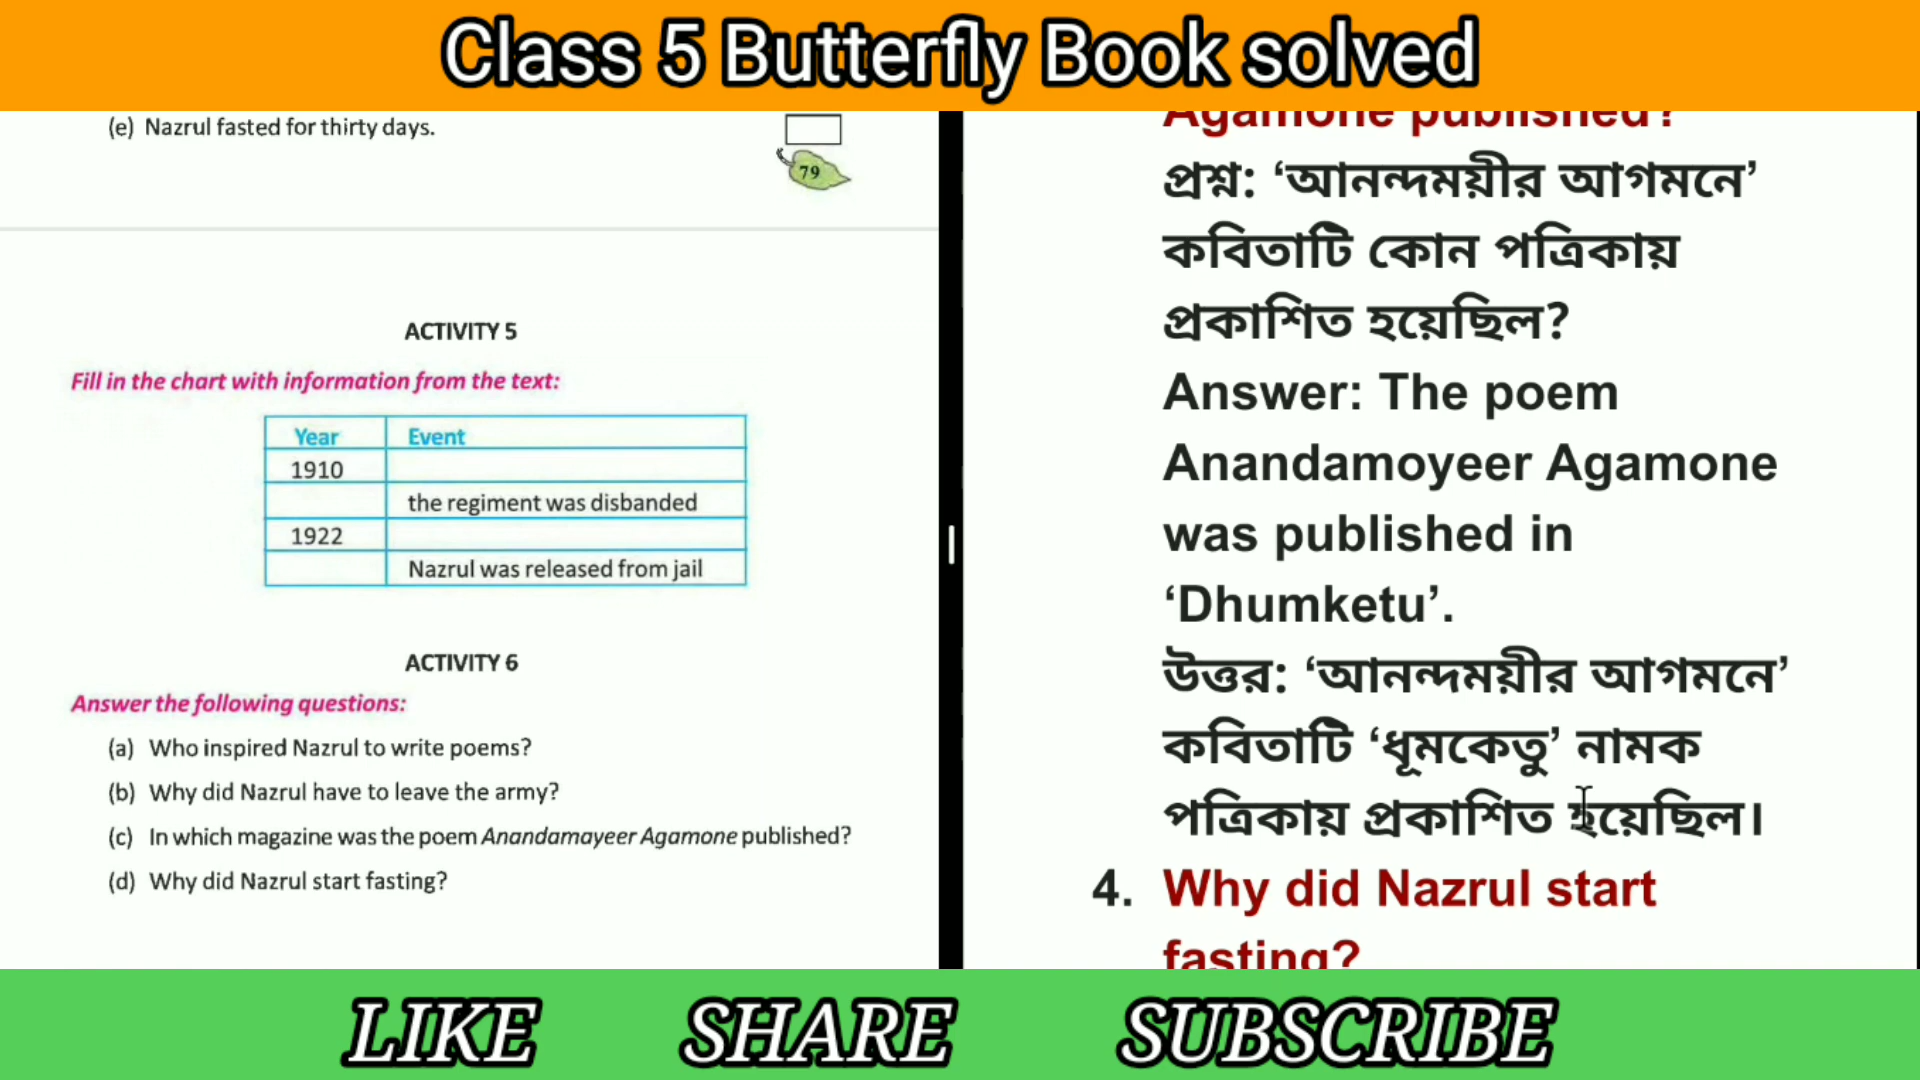 Class 5 Butterfly Book solved
(e) Nazrul fasted for thirty days.
79
ACTIVITY 5
Fill in the chart with information from the text:
Year Event
1910
the regiment was disbanded
1922
Nazrul was released from jail
ACTIVITY 6
Answer the following questions:
(a) Who inspired Nazrul to write poems?
(b) Why did Nazrul have to leave the army?
(c) In which magazine was the poem Anandamayeer Agamone published?
(d) Why did Nazrul start fasting?
Agamone published?
প্রশ্ন: ‘আনন্দময়ীর আগমনে’
কবিতাটি কোন পত্রিকায়
প্রকাশিত হয়েছিল?
Answer: The poem
Anandamoyeer Agamone
was published in
‘Dhumketu’.
উত্তর: ‘আনন্দময়ীর আগমনে’
কবিতাটি ‘ধূমকেতু’ নামক
পত্রিকায় প্রকাশিত হয়েছিল।
4. Why did Nazrul start
fasting?
LIKE SHARE SUBSCRIBE